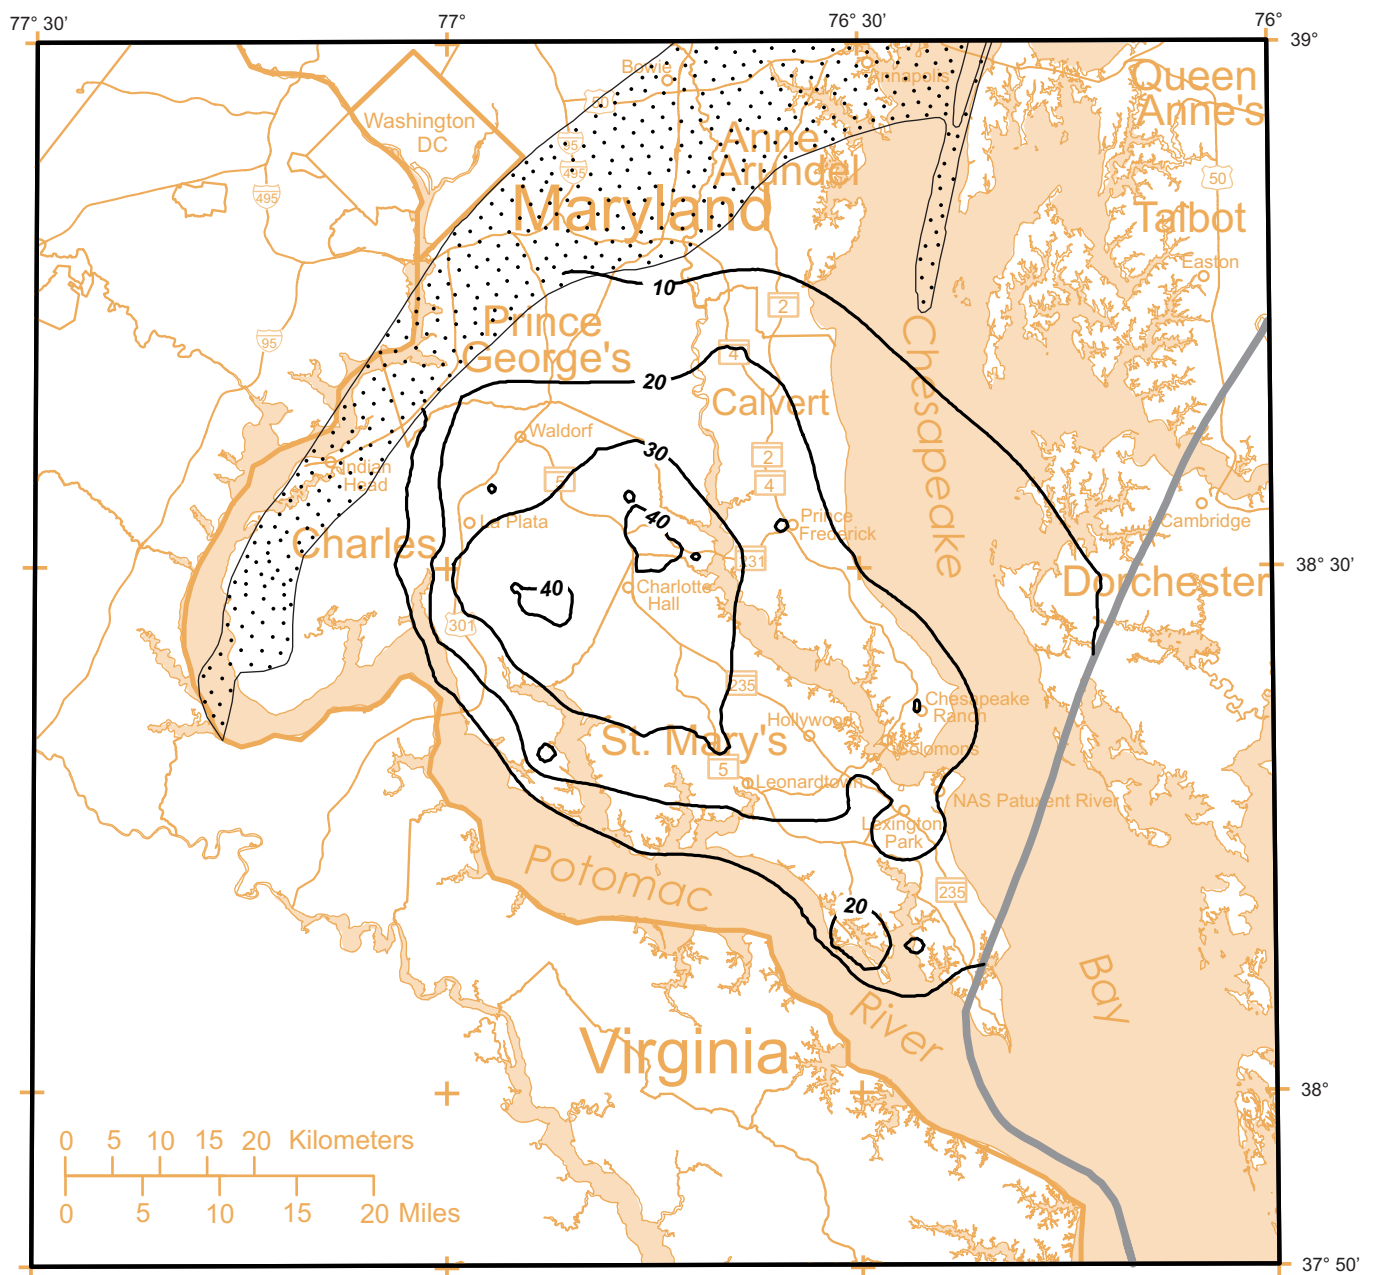 77° 30'
77°
76° 30'
76°
39°
Bowie
Annapolis
Queen
Anne's
50
Washington
DC
95
Anne
Arundel
495
495
50
Maryland
Talbot
Easton
10
2
Prince
George's
Chesapeake
95
4
20
Calvert
Waldorf
30
2
Indian
Head
5
4
40
La Plata
Prince
Frederick
Cambridge
Charles
231
38° 30'
Dorchester
40
Charlotte
Hall
301
235
Chesapeake
Ranch
Hollywood
St. Mary's
Solomons
5
Leonardtown
NAS Patuxent River
Lexington
Park
Potomac
235
20
Bay
River
Virginia
38°
0 5 10 15 20 Kilometers
0 5 10 15 20 Miles
37° 50'